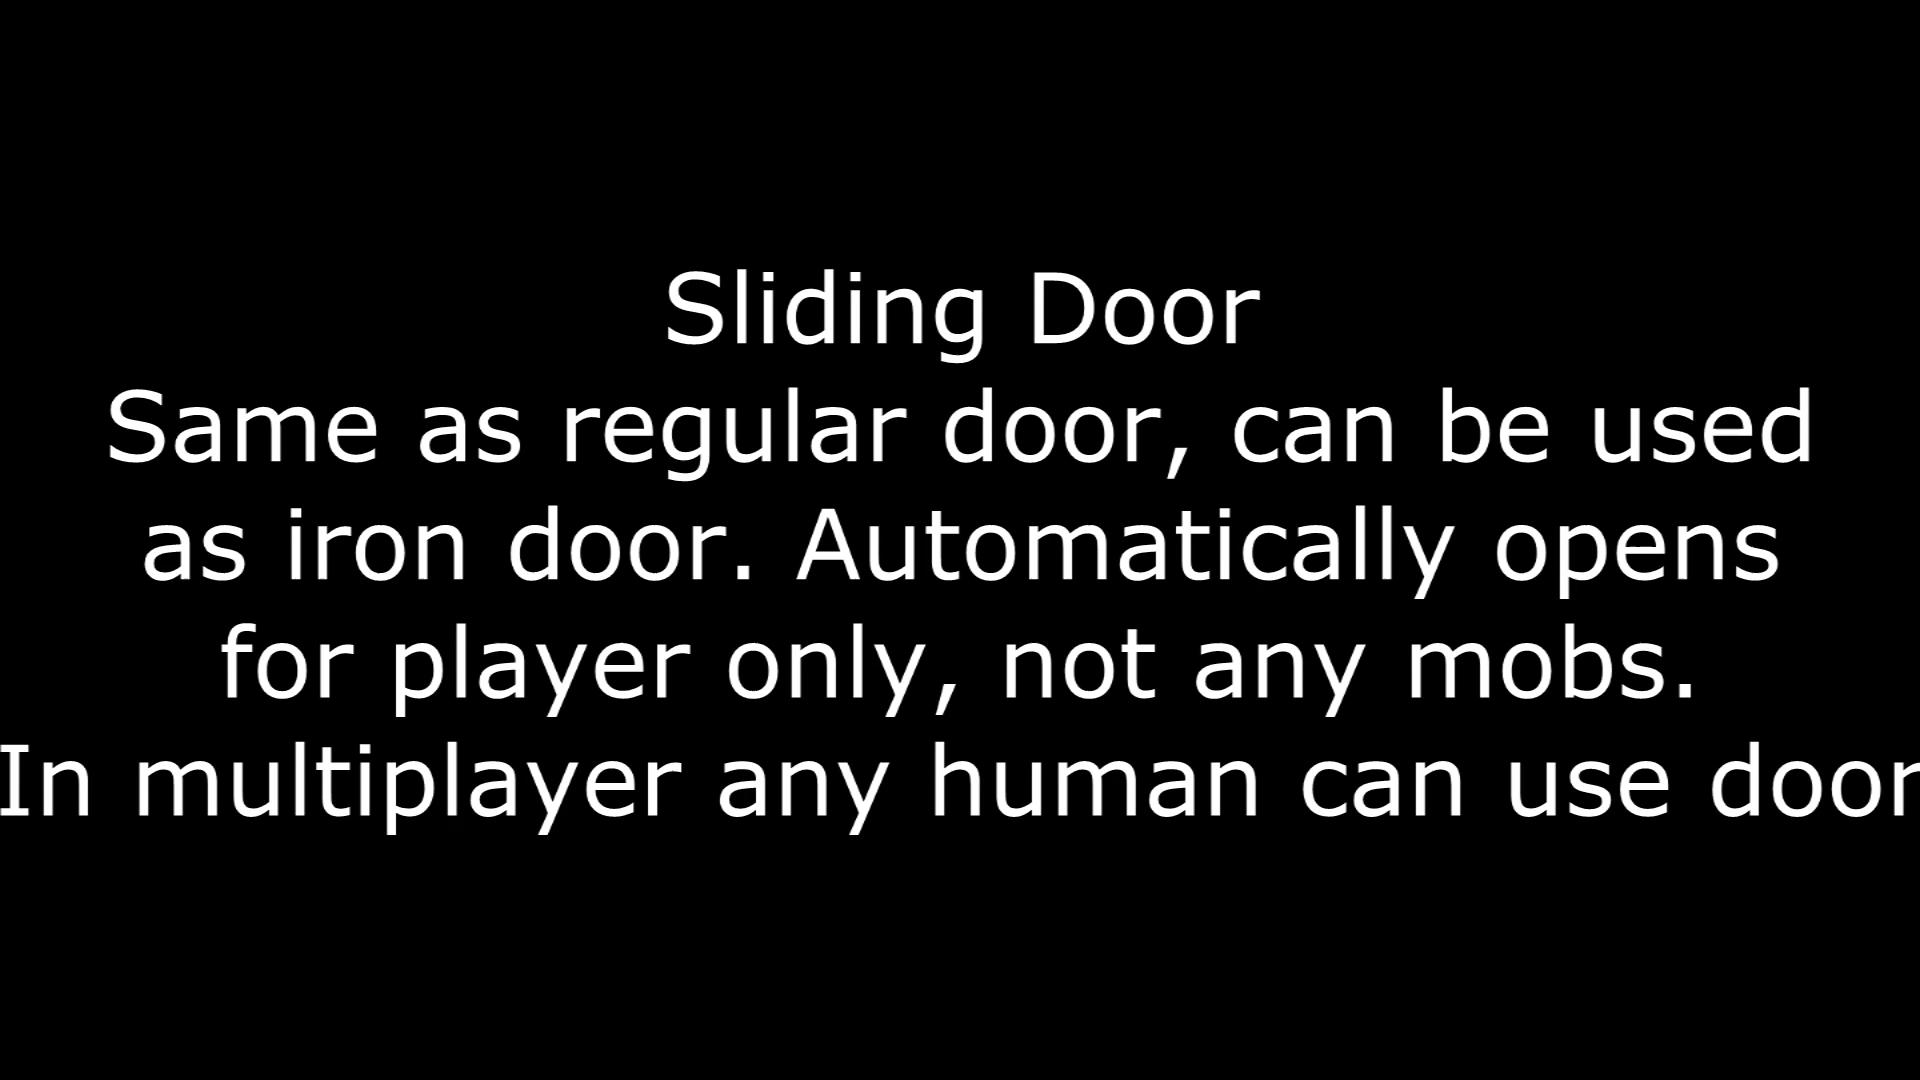 Sliding Door
Same as regular door, can be used
as iron door. Automatically opens
for player only, not any mobs.
In multiplayer any human can use door